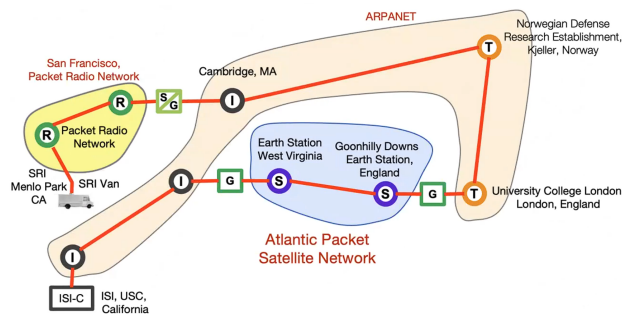 ARPANET
Norwegian Defense
Research Establishment,
Kjeller, Norway
San Francisco,
Packet Radio Network
Cambridge, MA
T
R
S/G
I
R
Packet Radio
Network
Earth Station
West Virginia
Goonhilly Downs
Earth Station,
England
SRI
Menlo Park
CA
SRI Van
I
G
S
S
G
T
University College London
London, England
Atlantic Packet
Satellite Network
I
ISI-C
ISI, USC,
California